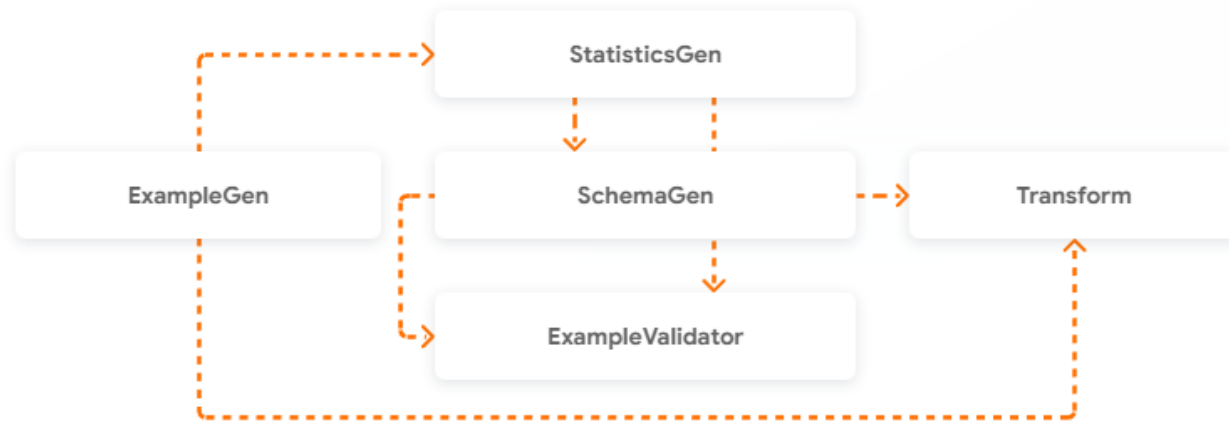 StatisticsGen
ExampleGen
SchemaGen
Transform
ExampleValidator